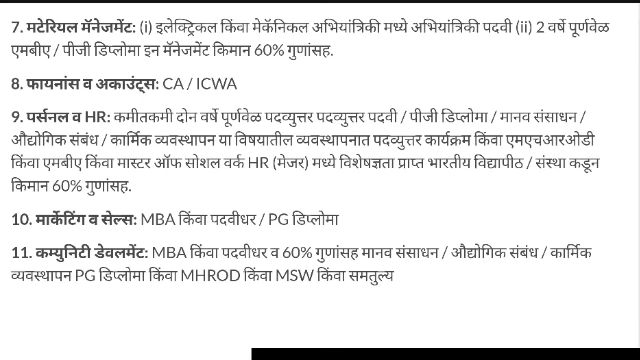 7. मटेरियल मॅनेजमेंट: (i) इलेक्ट्रिकल किंवा मेकॅनिकल अभियांत्रिकी मध्ये अभियांत्रिकी पदवी (ii) 2 वर्षे पूर्णवेळ
एमबीए / पीजी डिप्लोमा इन मॅनेजमेंट किमान 60% गुणांसह.
8. फायनांस व अकाउंट्स: CA / ICWA
9. पर्सनल व HR: कमीतकमी दोन वर्षे पूर्णवेळ पदव्युत्तर पदव्युत्तर पदवी / पीजी डिप्लोमा / मानव संसाधन /
औद्योगिक संबंध / कार्मिक व्यवस्थापन या विषयातील व्यवस्थापनात पदव्युत्तर कार्यक्रम किंवा एमएचआरओडी
किंवा एमबीए किंवा मास्टर ऑफ सोशल वर्क HR (मेजर) मध्ये विशेषज्ञता प्राप्त भारतीय विद्यापीठ / संस्था कडून
किमान 60% गुणांसह.
10. मार्केटिंग व सेल्स: MBA किंवा पदवीधर / PG डिप्लोमा
11. कम्युनिटी डेवलमेंट: MBA किंवा पदवीधर व 60% गुणांसह मानव संसाधन / औद्योगिक संबंध / कार्मिक
व्यवस्थापन PG डिप्लोमा किंवा MHROD किंवा MSW किंवा समतुल्य